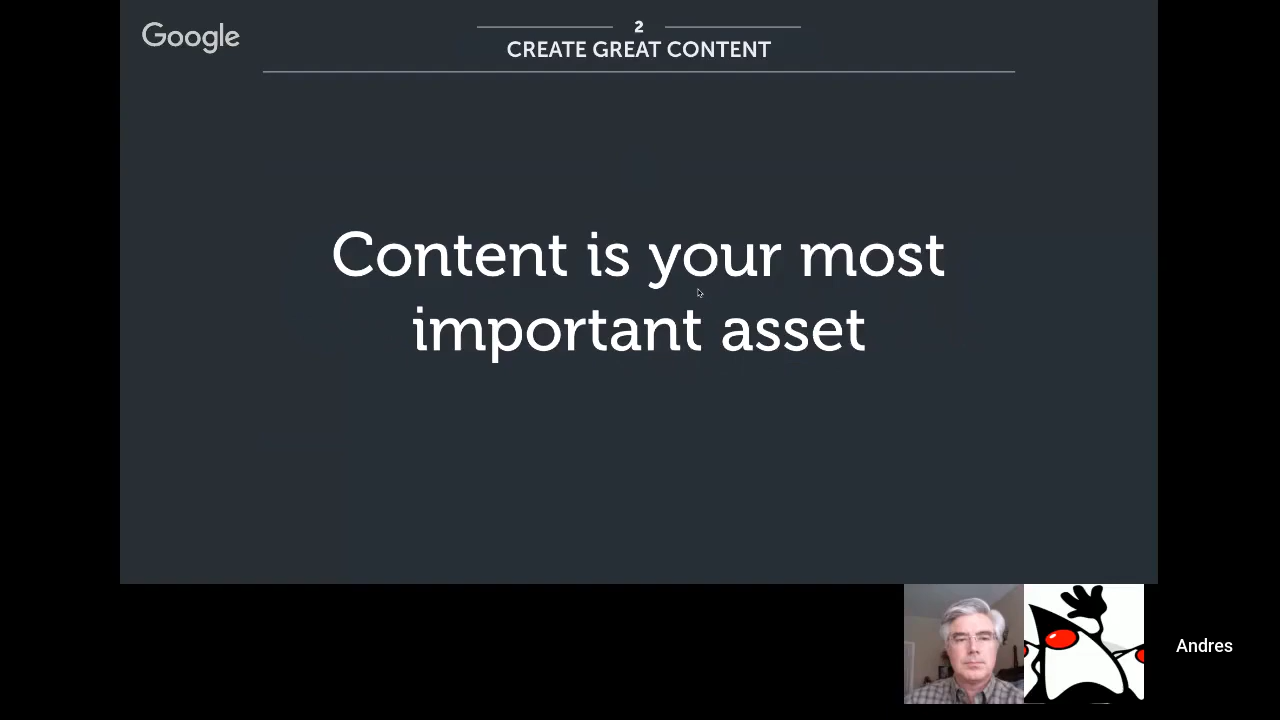 Google
2
CREATE GREAT CONTENT
Content is your most
important asset
Andres